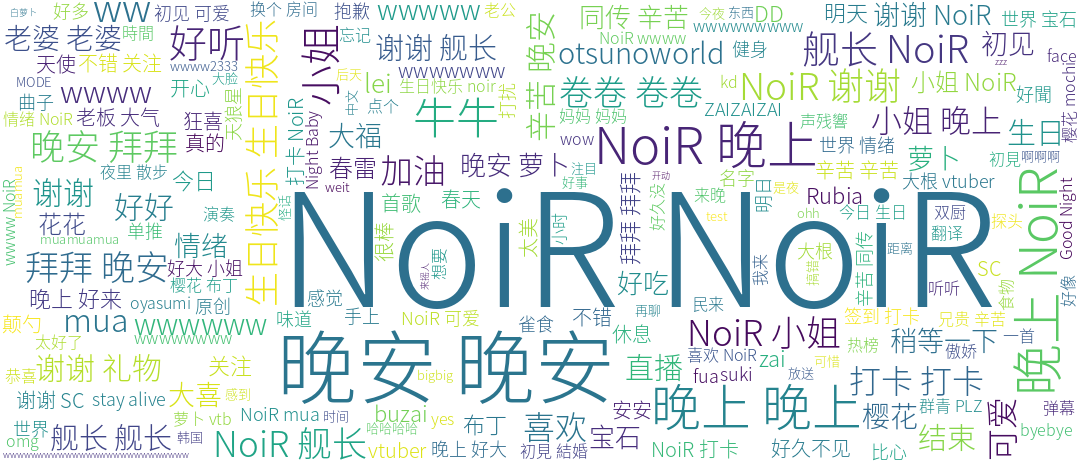 白萝卜 ww 初见 可爱 换个 房间 抱歉 wwwww 老公 同传 辛苦 今夜 东西 DD 明天 谢谢 NoiR 世界 宝石
好多 老婆 老婆 時間 好听 小姐 忘记 谢谢 舰长 NoiR wwww wwwwwwwww 舰长 NoiR 初见
天使 不错 关注 wwww2333 lei wwwwwwww 晚安 otsunoworld 健身 zzz face
MODE wwww 大脸 开心 生日快乐 noir 后天 kd NoiR 谢谢 小姐 NoiR 好聞 mochie
曲子 老板 大气 天狼星 生日快乐 生日快乐 中文 点个 打扰 牛牛 辛苦 卷卷 卷卷 ZAIZAIZAI 声残響 樱花
情绪 NoiR 狂喜 打卡 NoiR 大福 妈妈 妈妈 wow NoiR 晚上 小姐 晚上 生日
晚安 拜拜 真的 Night Baby 春雷 加油 晚安 萝卜 注目 世界 情绪 初見 啊啊啊
夜里 散步 weit 好事 开动 辛苦 辛苦 萝卜
wwww NoiR muamua 谢谢 今日 首歌 春天 拜拜 拜拜 名字 来晚 明日 是夜 Rubia 大根 vtuber
花花 好好 演奏 怪话 NoiR NoiR 太美 小时 好久没 test ohh 今日 生日 双厨 探头 晚上 NoiR Good Night
muamuamua 单推 情绪 很棒 想要 来据人 我来 搞错 大根 距离 辛苦 同传 翻译
拜拜 晚安 好大 小姐 好吃 SC 食物 好像
晚上 好来 樱花 布丁 感觉 再聊 民来 听听
oyasumi 原创 味道 手上 NoiR 可爱 雀食 不错 签到 打卡 兄贵 辛苦
颠勺 mua wwwwwww 休息 NoiR 小姐 稍等一下 一首
太好了 wwwwwwww 晚安 晚安 喜欢 NoiR zai 热榜 傲娇
恭喜 谢谢 礼物 关注 bigbig 直播 fua suki 可惜 放送 打卡 打卡 可爱
谢谢 SC stay alive 大喜 感到 安安 晚上 晚上 樱花 群青 PLZ 弹幕
世界 萝卜 vtb NoiR mua 时间 buzai yes 布丁 喜欢 宝石 结束 byebye
omg 舰长 舰长 韩国 NoiR 舰长 哈哈哈哈 vtuber 晚上 好大 初見 結婚 NoiR 打卡 好久不见 比心